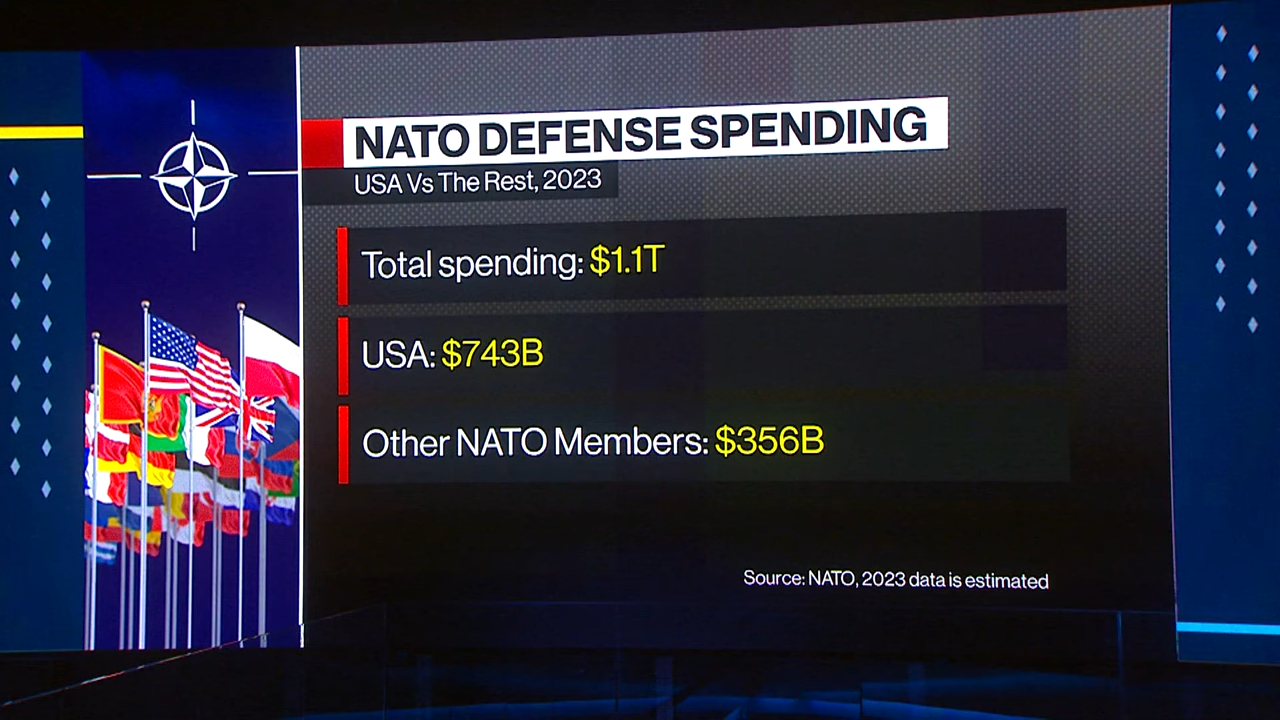 NATO DEFENSE SPENDING
USA Vs The Rest, 2023
Total spending: $1.1T
USA: $743B
Other NATO Members: $356B
Source: NATO, 2023 data is estimated